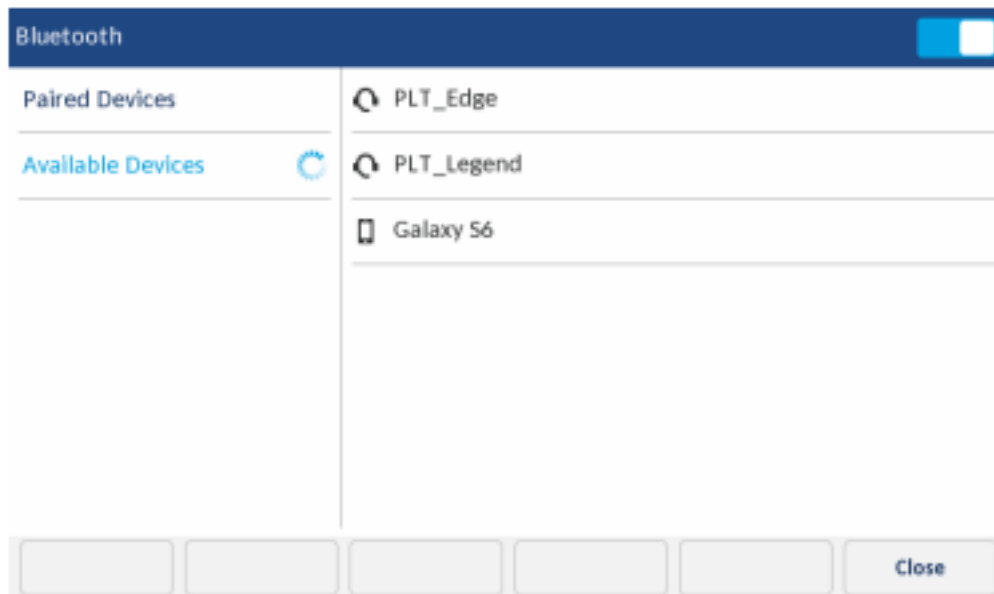 Bluetooth
Paired Devices
Available Devices
PLT_Edge
PLT_Legend
Galaxy S6
Close